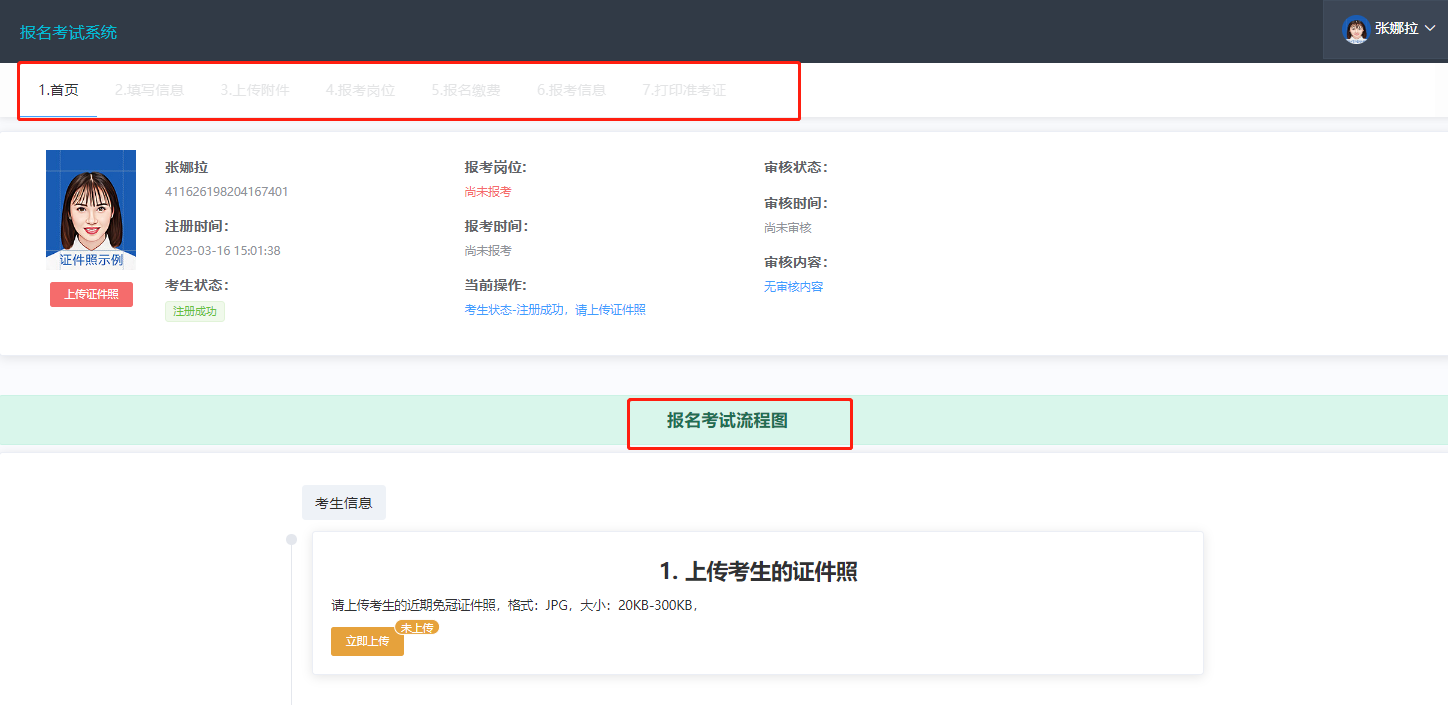 报名考试系统
张娜拉
1.首页 2.填写信息 3.上传附件 4.报考岗位 5.报名缴费 6.报考信息 7.打印准考证
证件照示例
上传证件照
张娜拉
411626198204167401
注册时间：
2023-03-16 15:01:38
考生状态：
注册成功
报考岗位：
尚未报考
报考时间：
尚未报考
当前操作：
考生状态-注册成功，请上传证件照
审核状态：
审核时间：
尚未审核
审核内容：
无审核内容
报名考试流程图
考生信息
1. 上传考生的证件照
请上传考生的近期免冠证件照，格式：JPG，大小：20KB-300KB，
未上传
立即上传